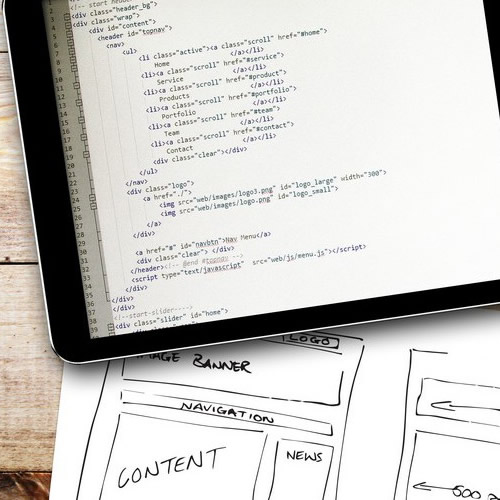 <!-- start header
<div class="header_bg">
<div class="wrap">
<div id="content">
<header id="topnav">
<nav>
<ul>
<li class="active"><a class="scroll" href="#home">
Home </a></li>
<li><a class="scroll" href="#service">
Service </a></li>
<li><a class="scroll" href="#product">
Products </a></li>
<li><a class="scroll" href="#portfolio">
Portfolio </a></li>
<li><a class="scroll" href="#team">
Team </a></li>
<li><a class="scroll" href="#contact">
Contact </a></li>
<div class="clear"></div>
</ul>
</nav>
<div class="logo">
<a href="./">
<img src="web/images/logo3.png" id="logo_large" width="300">
<img src="web/images/logo.png" id="logo_small">
</a>
</div>
<a href="#" id="navbtn">Nav Menu</a>
<div class="clear"> </div>
</header><!-- @end #topnav -->
<script type="text/javascript" src="web/js/menu.js"></script>
</div>
</div>
<!--start-slider---->
<div class="slider" id="home">
LOGO
IMAGE BANNER
NAVIGATION
CONTENT
NEWS